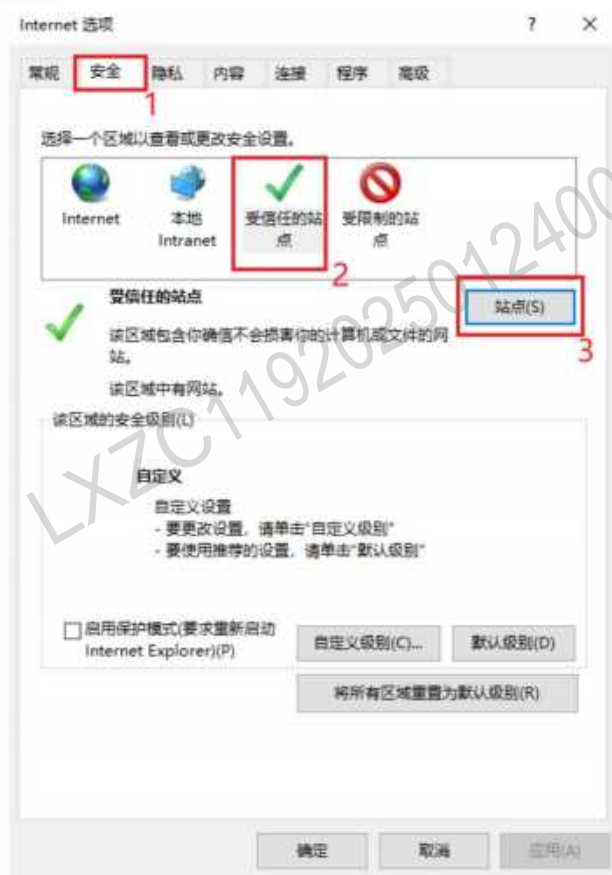 Internet 选项
? ×
常规 安全 隐私 内容 连接 程序 高级
1
选择一个区域以查看或更改安全设置。
Internet
本地
Intranet
受信任的站
点
受限制的站
点
2
受信任的站点
站点(S)
3
该区域包含你确信不会损害你的计算机或文件的网
站。
该区域中有网站。
该区域的安全级别(L)
自定义
自定义设置
- 要更改设置，请单击"自定义级别"
- 要使用推荐的设置，请单击"默认级别"
启用保护模式(要求重新启动
Internet Explorer)(P)
自定义级别(C)...
默认级别(D)
将所有区域重置为默认级别(R)
确定 取消 应用(A)
LXZC1192025012400